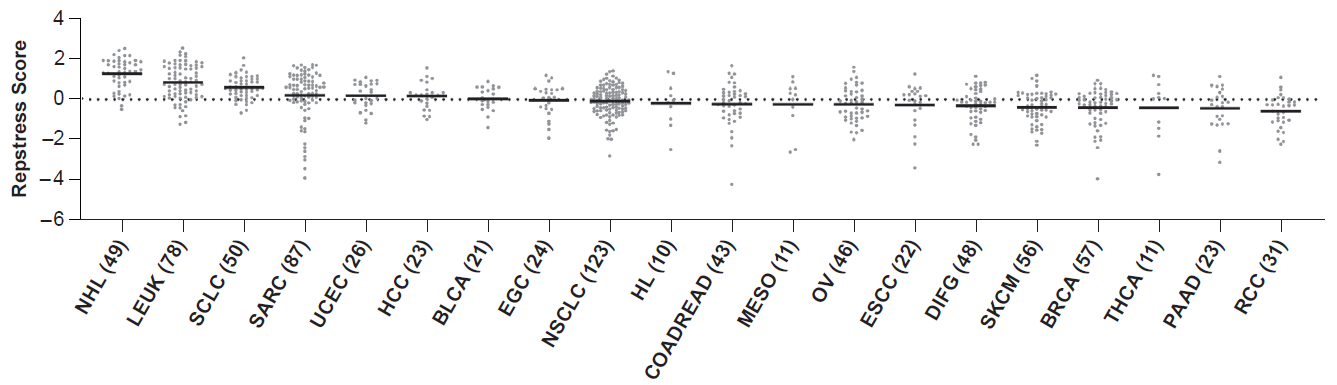 Repstress Score
4
2
0
–2
–4
–6
NHL (49)
LEUK (78)
SCLC (50)
SARC (87)
UCEC (26)
HCC (23)
BLCA (21)
EGC (24)
NSCLC (123)
HL (10)
COADREAD (43)
MESO (11)
OV (46)
ESCC (22)
DIFG (48)
SKCM (56)
BRCA (57)
THCA (11)
PAAD (23)
RCC (31)